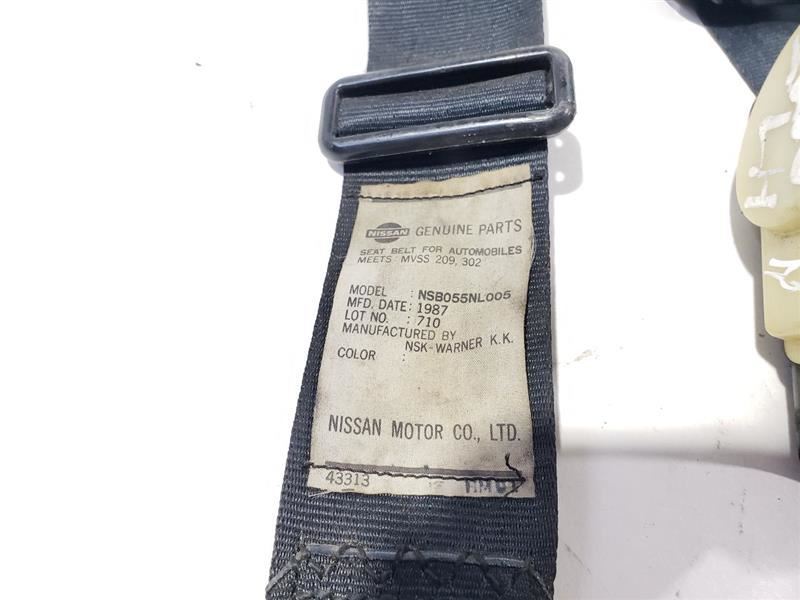 NISSAN GENUINE PARTS
SEAT BELT FOR AUTOMOBILES
MEETS: MVSS 209, 302
MODEL : NSB055NL005
MFD. DATE: 1987
LOT NO. : 710
MANUFACTURED BY
NSK-WARNER K.K.
COLOR :
NISSAN MOTOR CO., LTD.
43313